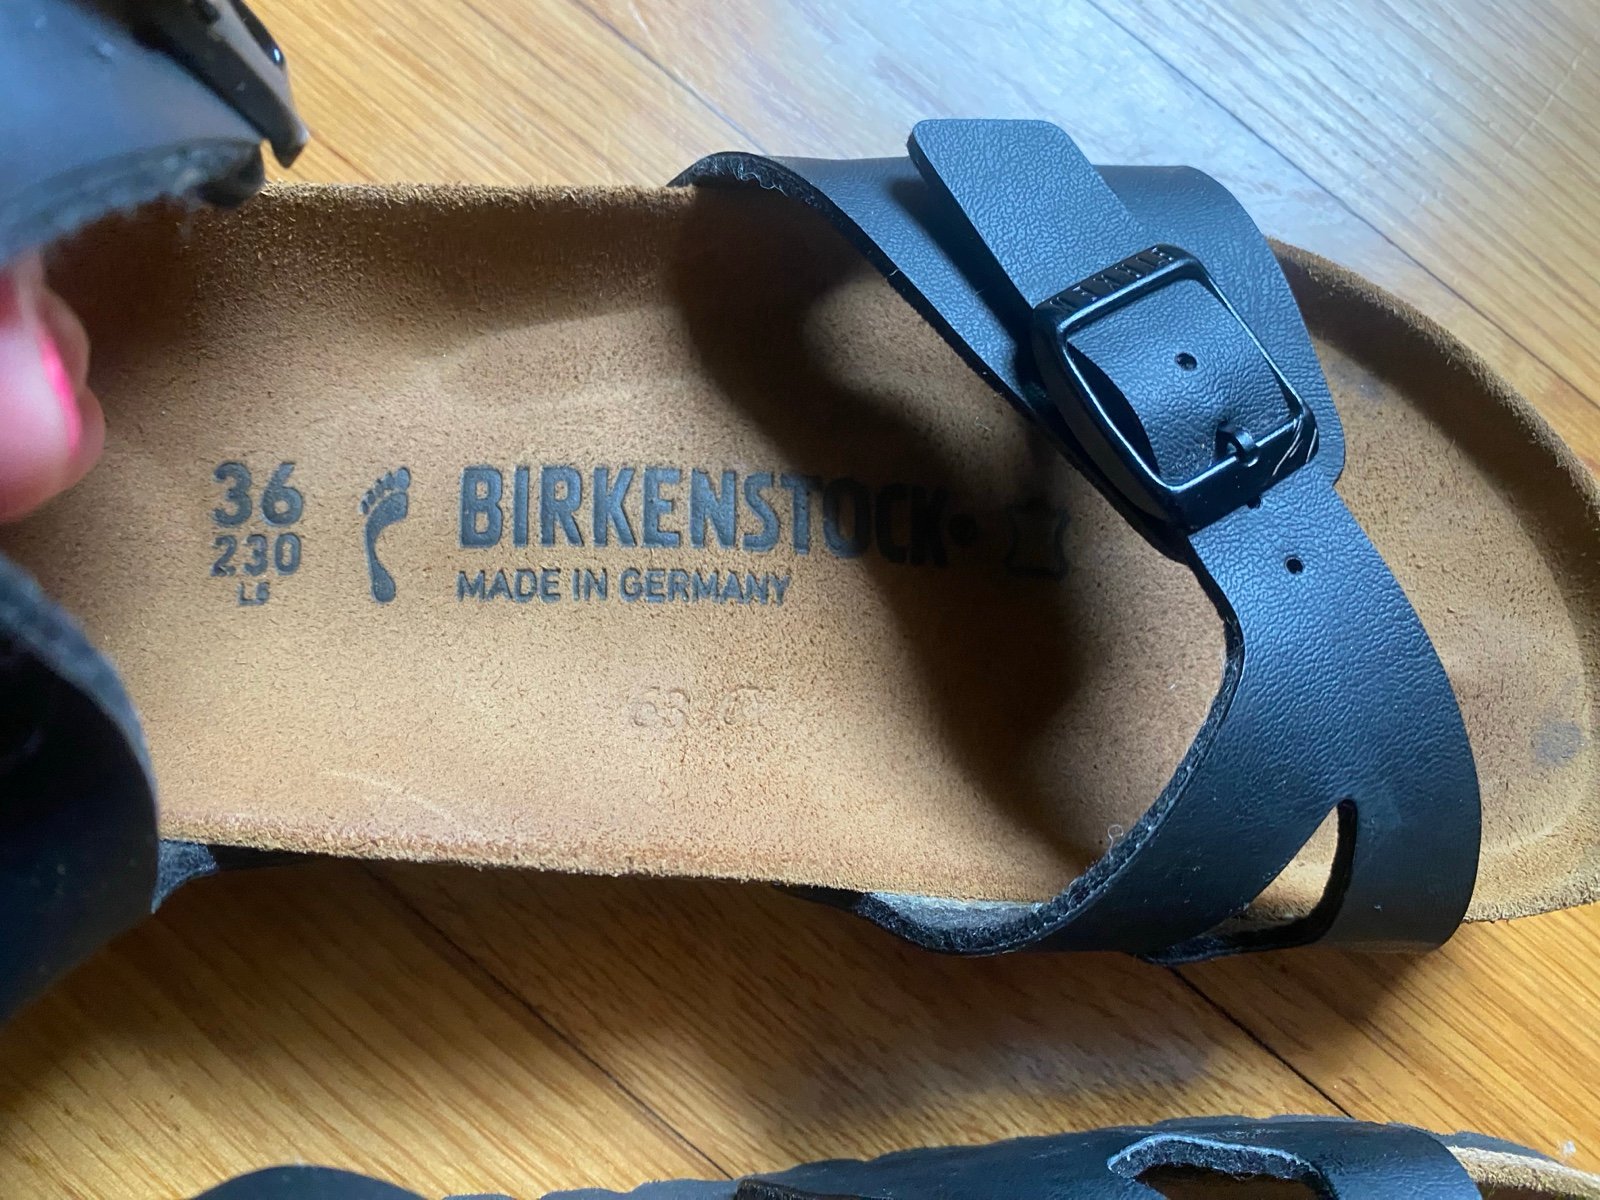 36
230
L5
BIRKENSTOCK
MADE IN GERMANY